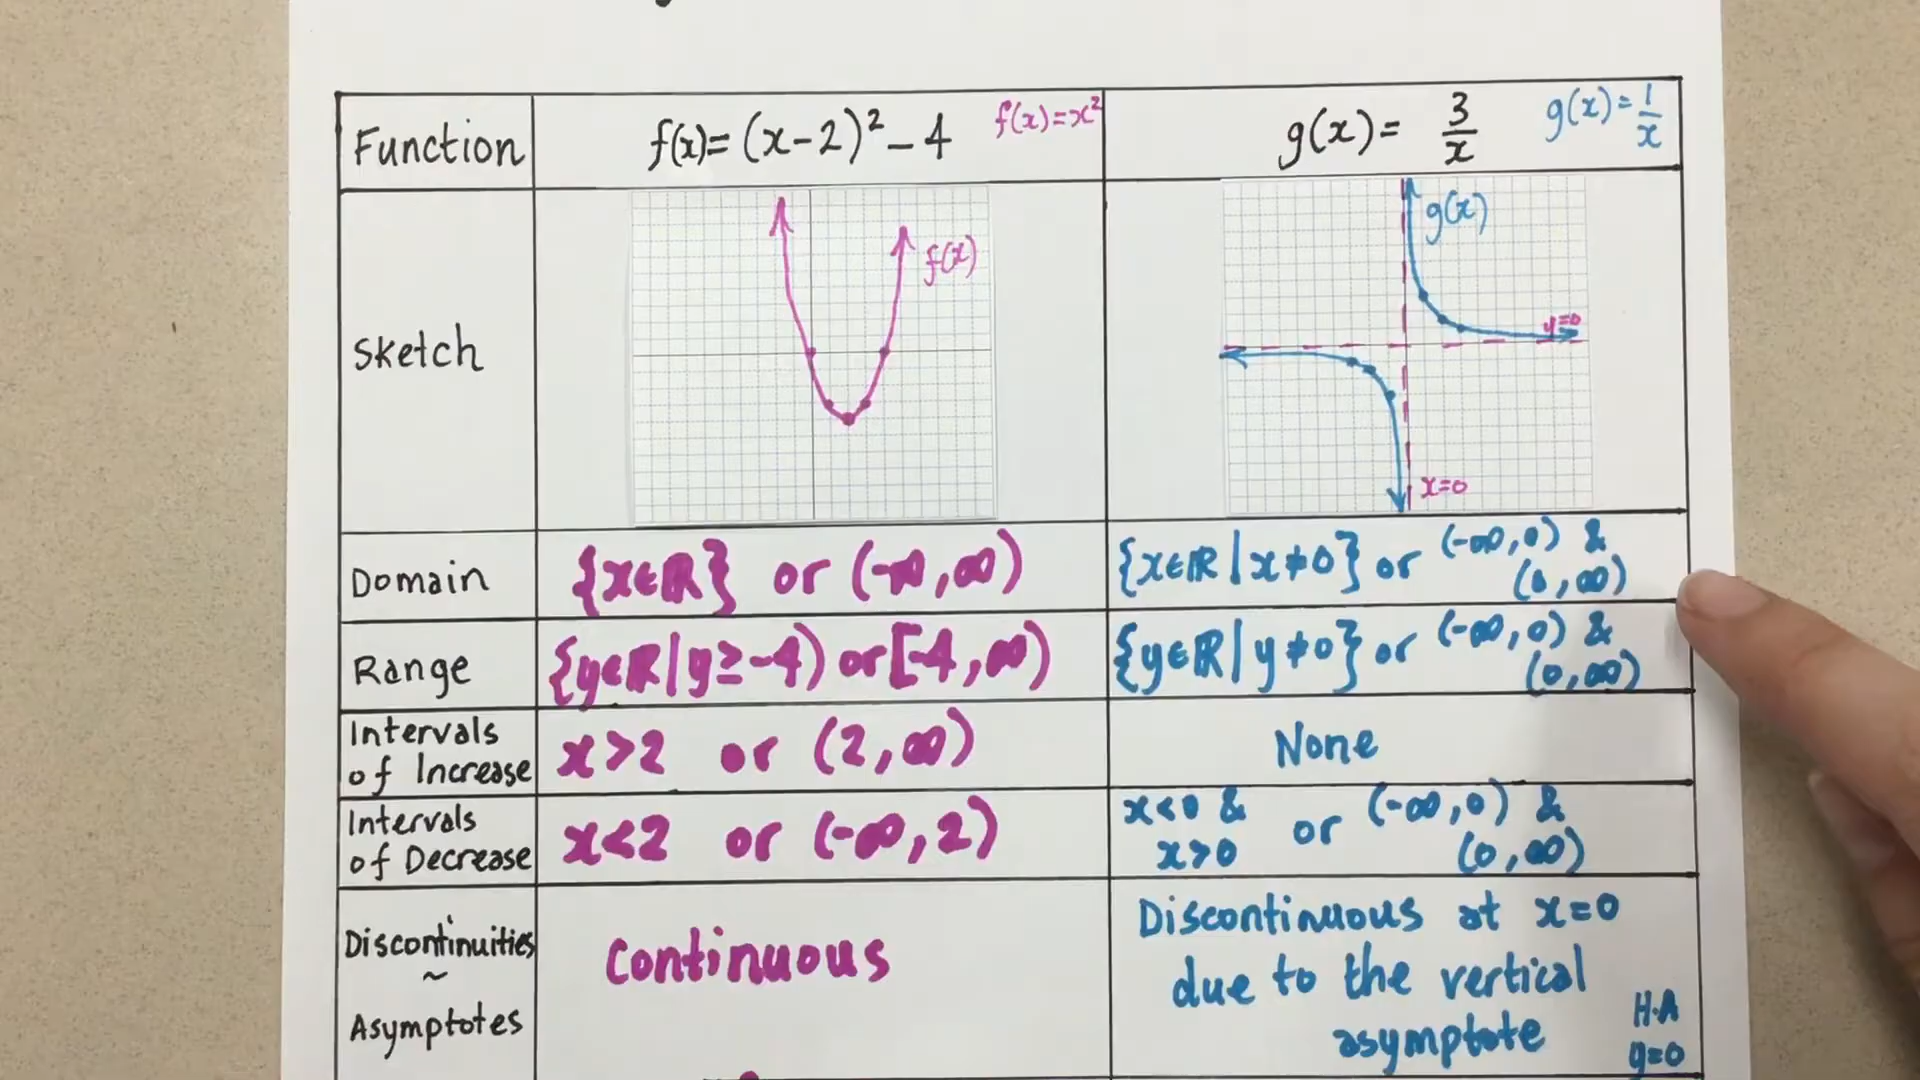 Function
f(x)= (x-2)² - 4
f(x)=x²
g(x)= 3/x
g(x)=1/x
Sketch
f(x)
g(x)
y=0
x=0
Domain
{x∈ℝ} or (-∞,∞)
{x∈ℝ | x≠0} or (-∞,0) &
(0,∞)
Range
{y∈ℝ | y≥-4) or [-4,∞)
{y∈ℝ | y≠0} or (-∞,0) &
(0,∞)
Intervals
of Increase
x>2 or (2,∞)
None
Intervals
of Decrease
x<2 or (-∞,2)
x<0 &
x>0
or
(-∞,0) &
(0,∞)
Discontinuities
~
Asymptotes
Continuous
Discontinuous at x=0
due to the vertical
asymptote
H.A
y=0